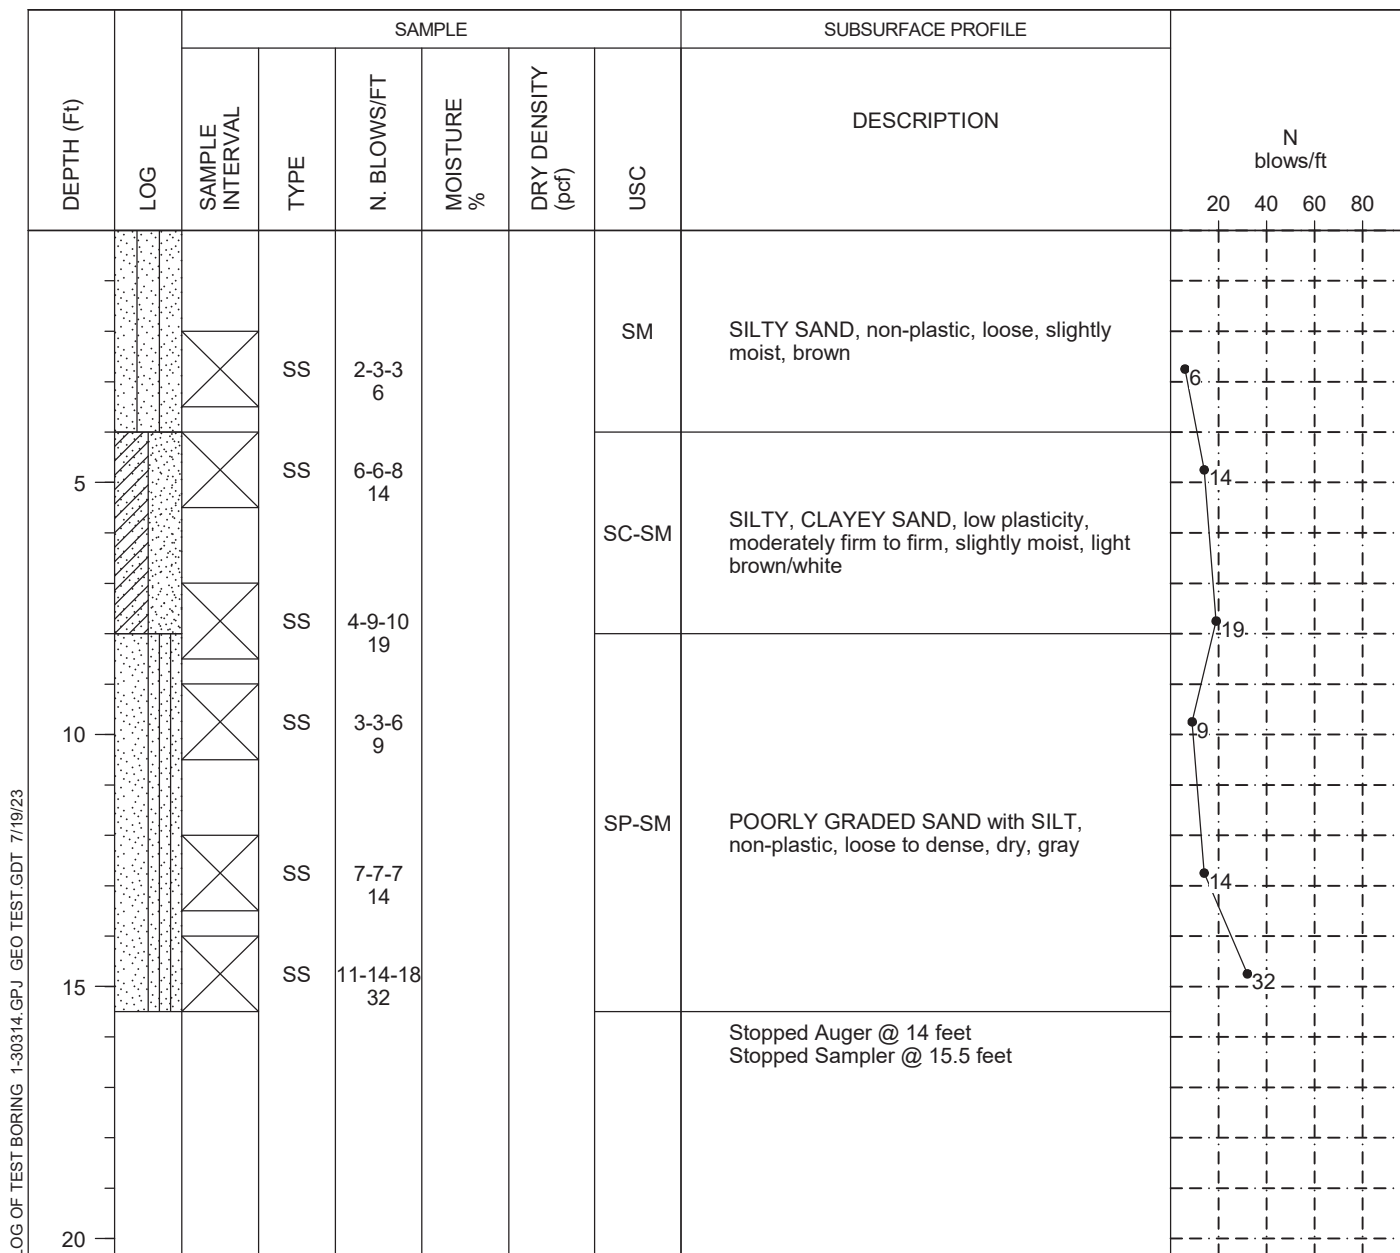 SAMPLE
SUBSURFACE PROFILE
DEPTH (Ft)
LOG
SAMPLE
INTERVAL
TYPE
N. BLOWS/FT
MOISTURE
%
DRY DENSITY
(pcf)
USC
DESCRIPTION
N
blows/ft
20 40 60 80
SM
SILTY SAND, non-plastic, loose, slightly
moist, brown
SS
2-3-3
6
6
5
SS
6-6-8
14
14
SC-SM
SILTY, CLAYEY SAND, low plasticity,
moderately firm to firm, slightly moist, light
brown/white
SS
4-9-10
19
19
10
SS
3-3-6
9
9
SP-SM
POORLY GRADED SAND with SILT,
non-plastic, loose to dense, dry, gray
SS
7-7-7
14
14
15
SS
11-14-18
32
32
Stopped Auger @ 14 feet
Stopped Sampler @ 15.5 feet
20
LOG OF TEST BORING 1-30314.GPJ GEO TEST.GDT 7/19/23